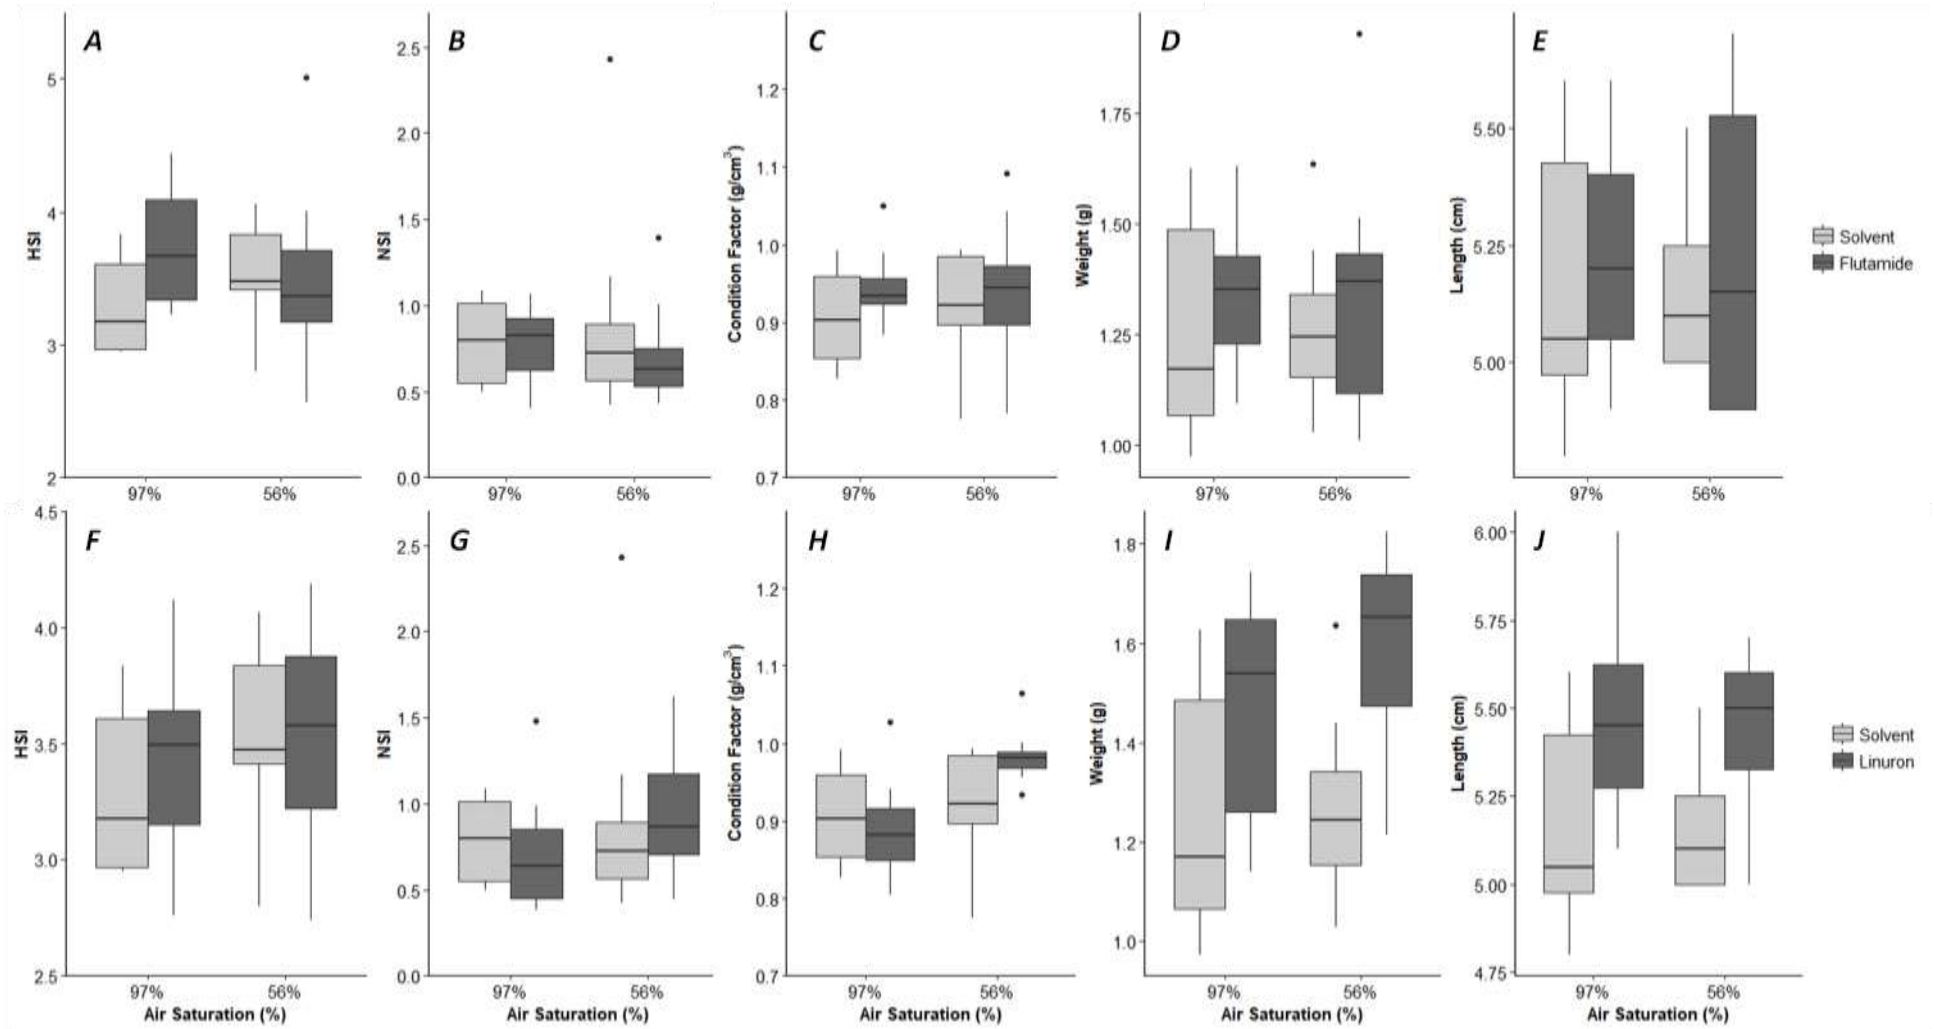 A
B
C
D
E
HSI
5
4
3
2
97%
56%
NSI
2.5
2.0
1.5
1.0
0.5
0.0
97%
56%
Condition Factor (g/cm³)
1.2
1.1
1.0
0.9
0.8
0.7
97%
56%
Weight (g)
1.75
1.50
1.25
1.00
97%
56%
Length (cm)
5.50
5.25
5.00
97%
56%
Solvent
Flutamide
F
G
H
I
J
HSI
4.5
4.0
3.5
3.0
2.5
97%
56%
Air Saturation (%)
NSI
2.5
2.0
1.5
1.0
0.5
0.0
97%
56%
Air Saturation (%)
Condition Factor (g/cm³)
1.2
1.1
1.0
0.9
0.8
0.7
97%
56%
Air Saturation (%)
Weight (g)
1.8
1.6
1.4
1.2
1.0
97%
56%
Air Saturation (%)
Length (cm)
6.00
5.75
5.50
5.25
5.00
4.75
97%
56%
Air Saturation (%)
Solvent
Linuron